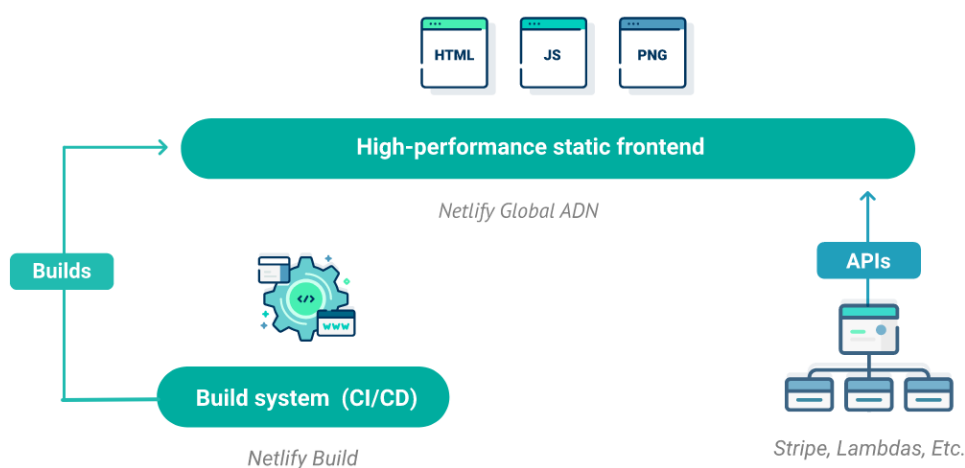 HTML
JS
PNG
High-performance static frontend
Netlify Global ADN
Builds
APIs
</>
www
Build system (CI/CD)
Netlify Build
Stripe, Lambdas, Etc.